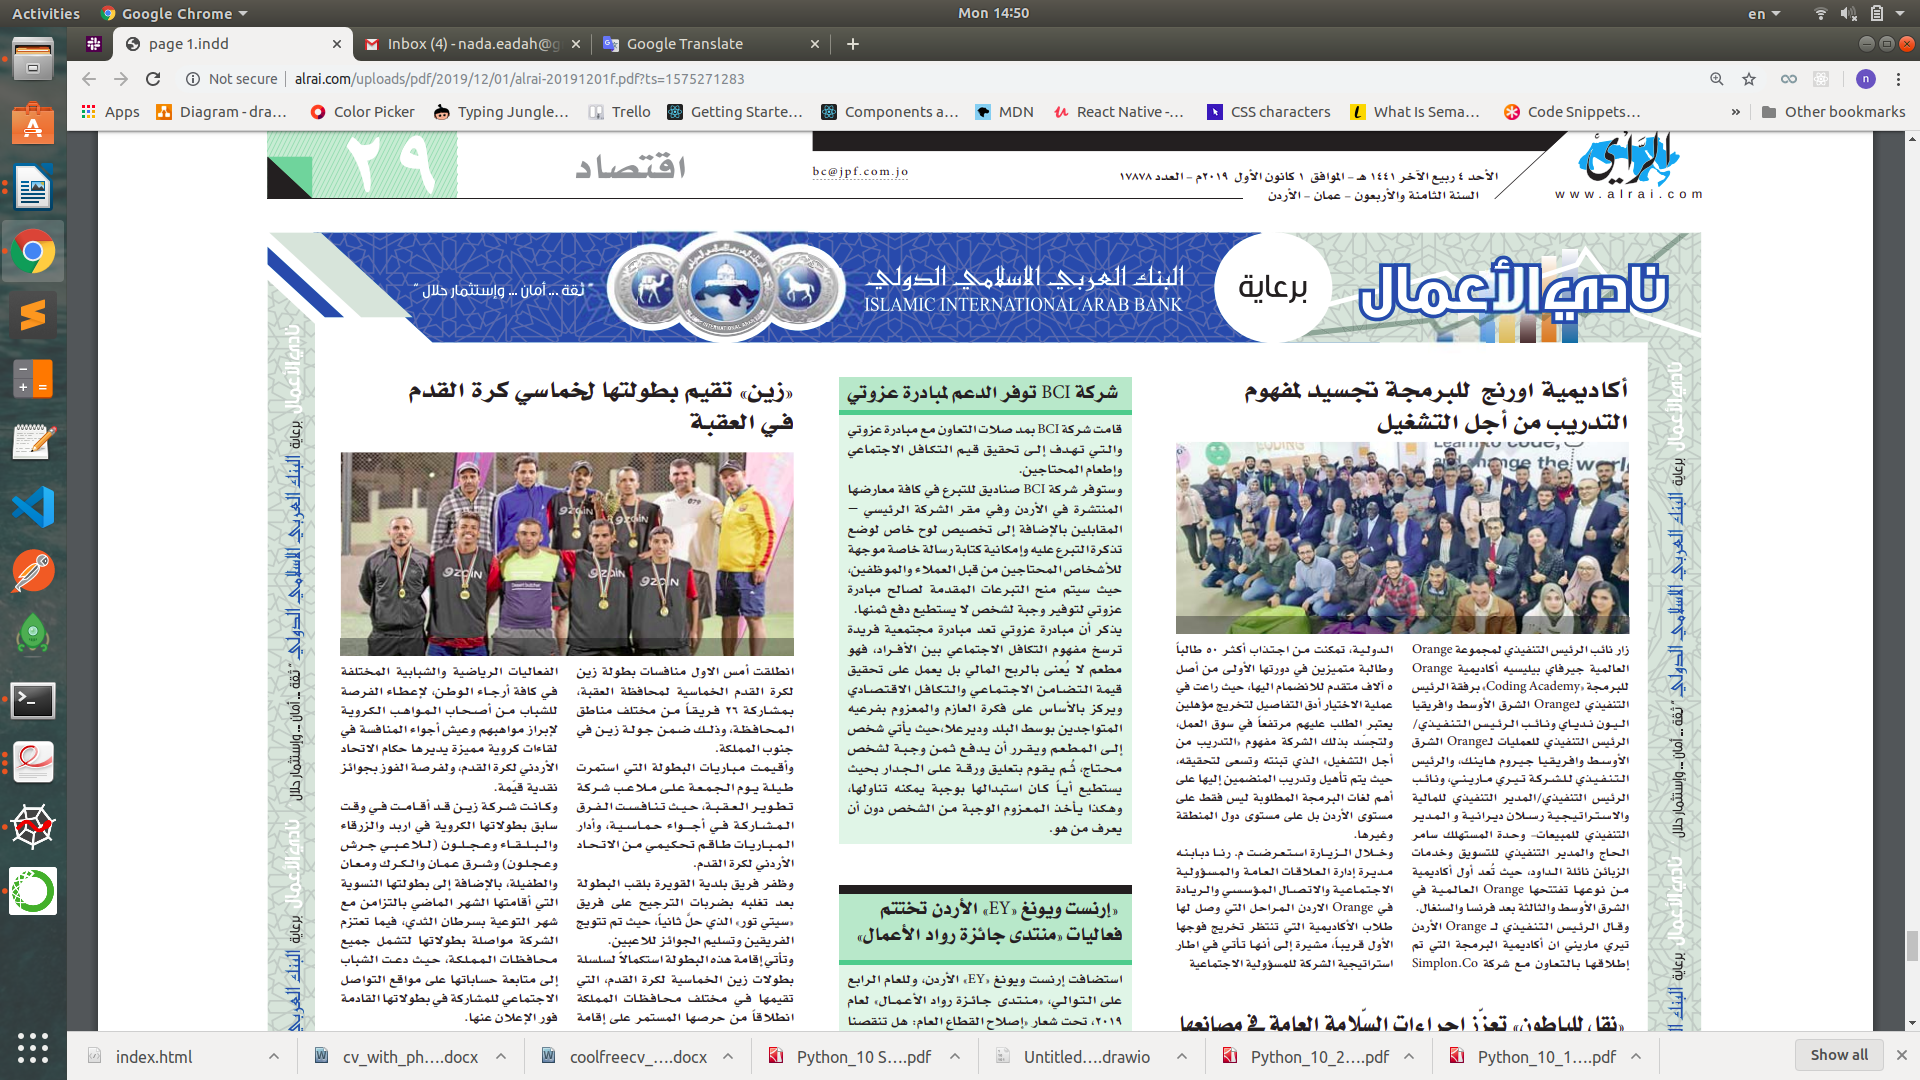 Activities
Google Chrome
Mon 14:50
en
page 1.indd
Inbox (4) - nada.eadah@g
Google Translate
Not secure
alrai.com/uploads/pdf/2019/12/01/alrai-20191201f.pdf?ts=1575271283
Apps
Diagram - dra…
Color Picker
Typing Jungle…
Trello
Getting Starte…
Components a…
MDN
React Native -…
CSS characters
What Is Sema…
Code Snippets…
Other bookmarks
الرأي
www.alrai.com
الأحد ٤ ربيع الآخر ١٤٤١ هـ – الموافق ١ كانون الأول ٢٠١٩م – العدد ١٧٨٧٨
السنة الثامنة والأربعون – عمان – الأردن
bc@jpf.com.jo
اقتصاد
٢٩
نادي الأعمال
برعاية
البنك العربي الاسلامي الدولي
ISLAMIC INTERNATIONAL ARAB BANK
"ثقة ... أمان ... وإستثمار حلال"
أكاديمية اورنج للبرمجة تجسيد لمفهوم
التدريب من أجل التشغيل
زار نائب الرئيس التنفيذي لمجموعة Orange
العالمية جيرفاي بيليسيه أكاديمية Orange
للبرمجة «Coding Academy» برفقة الرئيس
التنفيذي لـOrange الشرق الأوسط وافريقيا
اليون ندياي ونائب الرئيس التنفيذي/
الرئيس التنفيذي للعمليات لـOrange الشرق
الأوسط وافريقيا جيروم هاينك، والرئيس
التنفيذي للشركة تيري ماريني، ونائب
الرئيس التنفيذي/المدير التنفيذي للمالية
والاستراتيجية رسلان ديرانية و المدير
التنفيذي للمبيعات- وحدة المستهلك سامر
الحاج والمدير التنفيذي للتسويق وخدمات
الزبائن نائلة الداود، حيث تُعد أول أكاديمية
من نوعها تفتتحها Orange العالمية في
الشرق الأوسط والثالثة بعد فرنسا والسنغال.
وقال الرئيس التنفيذي لـ Orange الأردن
تيري ماريني ان أكاديمية البرمجة التي تم
إطلاقها بالتعاون مع شركة Simplon.Co
الدولية، تمكنت من اجتذاب أكثر ٥٠ طالباً
وطالبة متميزين في دورتها الأولى من أصل
٥ آلاف متقدم للانضمام اليها، حيث راعت في
عملية الاختيار أدق التفاصيل لتخريج مؤهلين
يعتبر الطلب عليهم مرتفعاً في سوق العمل،
ولتجسّد بذلك الشركة مفهوم «التدريب من
أجل التشغيل» الذي تبنته وتسعى لتحقيقه،
حيث يتم تأهيل وتدريب المنضمين إليها على
أهم لغات البرمجة المطلوبة ليس فقط على
مستوى الأردن بل على مستوى دول المنطقة
وغيرها.
وخلال الزيارة استعرضت م. رنا دبابنه
مديرة إدارة العلاقات العامة والمسؤولية
الاجتماعية والاتصال المؤسسي والريادة
في Orange الاردن المراحل التي وصل لها
طلاب الأكاديمية التي تنتظر تخريج فوجها
الأول قريباً، مشيرة إلى أنها تأتي في اطار
استراتيجية الشركة للمسؤولية الاجتماعية
«نقل للباطون» تعزّز اجراءات السّلامة العامة في مصانعها
شركة BCI توفر الدعم لمبادرة عزوتي
قامت شركة BCI بمد صلات التعاون مع مبادرة عزوتي
والتي تهدف إلى تحقيق قيم التكافل الاجتماعي
وإطعام المحتاجين.
وستوفر شركة BCI صناديق للتبرع في كافة معارضها
المنتشرة في الأردن وفي مقر الشركة الرئيسي –
المقابلين بالإضافة إلى تخصيص لوح خاص لوضع
تذكرة التبرع عليه وإمكانية كتابة رسالة خاصة موجهة
للأشخاص المحتاجين من قبل العملاء والموظفين،
حيث سيتم منح التبرعات المقدمة لصالح مبادرة
عزوتي لتوفير وجبة لشخص لا يستطيع دفع ثمنها.
يذكر أن مبادرة عزوتي تعد مبادرة مجتمعية فريدة
ترسخ مفهوم التكافل الاجتماعي بين الأفراد، فهو
مطعم لا يُعنى بالربح المالي بل يعمل على تحقيق
قيمة التضامن الاجتماعي والتكافل الاقتصادي
ويركز بالأساس على فكرة العازم والمعزوم بفرعيه
المتواجدين بوسط البلد وديرعلا، حيث يأتي شخص
إلى المطعم ويقرر أن يدفع ثمن وجبة لشخص
محتاج، ثُم يقوم بتعليق ورقة على الجدار بحيث
يستطيع أياً كان استبدالها بوجبة يمكنه تناولها،
وهكذا يأخذ المعزوم الوجبة من الشخص دون أن
يعرف من هو.
«إرنست ويونغ «EY» الأردن تختتم
فعاليات «منتدى جائزة رواد الأعمال»
استضافت إرنست ويونغ «EY» الأردن، وللعام الرابع
على التوالي، «منتدى جائزة رواد الأعمال» لعام
٢٠١٩، تحت شعار «إصلاح القطاع العام: هل تنقصنا
«زين» تقيم بطولتها لخماسي كرة القدم
في العقبة
انطلقت أمس الاول منافسات بطولة زين
لكرة القدم الخماسية لمحافظة العقبة،
بمشاركة ٢٦ فريقاً من مختلف مناطق
المحافظة، وذلك ضمن جولة زين في
جنوب المملكة.
وأقيمت مباريات البطولة التي استمرت
طيلة يوم الجمعة على ملاعب شركة
تطوير العقبة، حيث تنافست الفرق
المشاركة في أجواء حماسية، وأدار
المباريات طاقم تحكيمي من الاتحاد
الأردني لكرة القدم.
وظفر فريق بلدية القويرة بلقب البطولة
بعد تغلبه بضربات الترجيح على فريق
«سيتي تور» الذي حلّ ثانياً، حيث تم تتويج
الفريقين وتسليم الجوائز للاعبين.
وتأتي إقامة هذه البطولة استكمالاً لسلسلة
بطولات زين الخماسية لكرة القدم، التي
تقيمها في مختلف محافظات المملكة
انطلاقاً من حرصها المستمر على إقامة
الفعاليات الرياضية والشبابية المختلفة
في كافة أرجاء الوطن، لإعطاء الفرصة
للشباب من أصحاب المواهب الكروية
لإبراز مواهبهم وعيش أجواء المنافسة في
لقاءات كروية مميزة يديرها حكام الاتحاد
الأردني لكرة القدم، ولفرصة الفوز بجوائز
نقدية قيّمة.
وكانت شركة زين قد أقامت في وقت
سابق بطولاتها الكروية في اربد والزرقاء
والبلقاء وعجلون (للاعبي جرش
وعجلون) وشرق عمان والكرك ومعان
والطفيلة، بالإضافة إلى بطولتها النسوية
التي أقامتها الشهر الماضي بالتزامن مع
شهر التوعية بسرطان الثدي، فيما تعتزم
الشركة مواصلة بطولاتها لتشمل جميع
محافظات المملكة، حيث دعت الشباب
إلى متابعة حساباتها على مواقع التواصل
الاجتماعي للمشاركة في بطولاتها القادمة
فور الإعلان عنها.
index.html
cv_with_ph….docx
coolfreecv_….docx
Python_10 S….pdf
Untitled….drawio
Python_10_2….pdf
Python_10_1….pdf
Show all